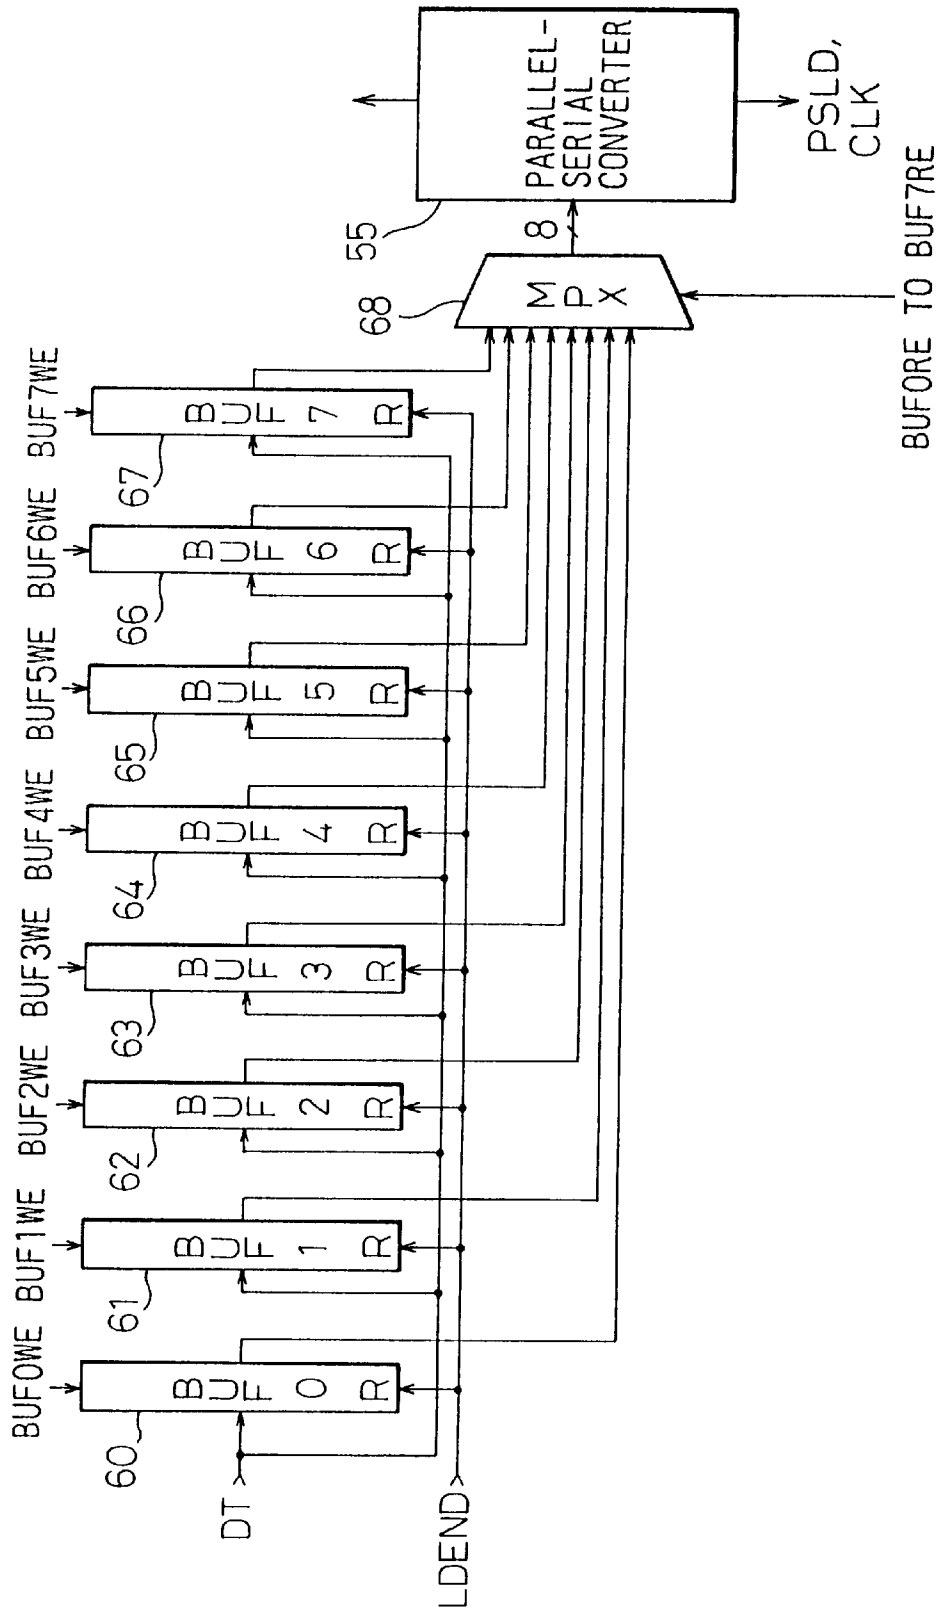 BUF0WE BUF1WE BUF2WE BUF3WE BUF4WE BUF5WE BUF6WE BUF7WE
60
61
62
63
64
65
66
67
BUF 0 R
BUF 1 R
BUF 2 R
BUF 3 R
BUF 4 R
BUF 5 R
BUF 6 R
BUF 7 R
DT
LDEND
68
MPX
8
55
PARALLEL-
SERIAL
CONVERTER
PSLD,
CLK
BUF0RE TO BUF7RE